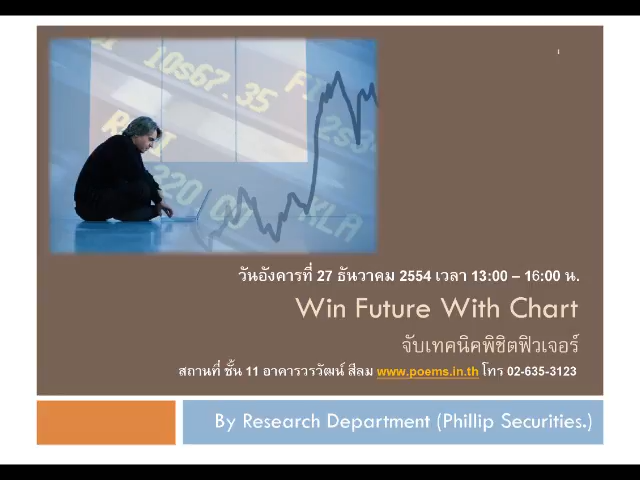 1
10s67.35
วันอังคารที่ 27 ธันวาคม 2554 เวลา 13:00 – 16:00 น.
Win Future With Chart
จับเทคนิคพิชิตฟิวเจอร์
สถานที่ ชั้น 11 อาคารวรวัฒน์ สีลม www.poems.in.th โทร 02-635-3123
By Research Department (Phillip Securities.)